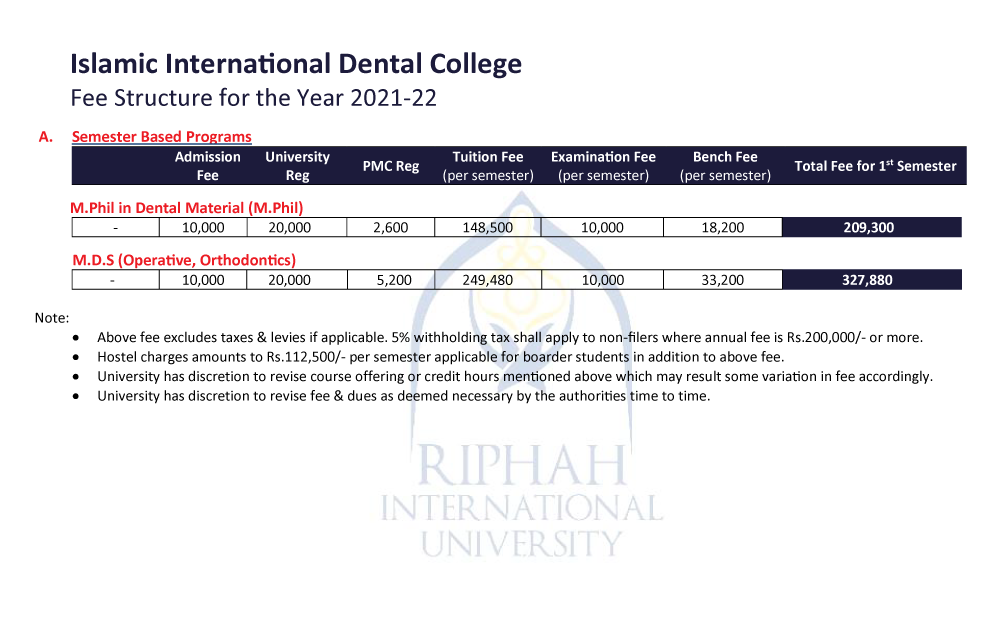 Islamic International Dental College
Fee Structure for the Year 2021-22
A. Semester Based Programs
Admission Fee University Reg PMC Reg Tuition Fee (per semester) Examination Fee (per semester) Bench Fee (per semester) Total Fee for 1st Semester
M.Phil in Dental Material (M.Phil)
- 10,000 20,000 2,600 148,500 10,000 18,200 209,300
M.D.S (Operative, Orthodontics)
- 10,000 20,000 5,200 249,480 10,000 33,200 327,880
Note:
• Above fee excludes taxes & levies if applicable. 5% withholding tax shall apply to non-filers where annual fee is Rs.200,000/- or more.
• Hostel charges amounts to Rs.112,500/- per semester applicable for boarder students in addition to above fee.
• University has discretion to revise course offering or credit hours mentioned above which may result some variation in fee accordingly.
• University has discretion to revise fee & dues as deemed necessary by the authorities time to time.
RIPHAH
INTERNATIONAL
UNIVERSITY